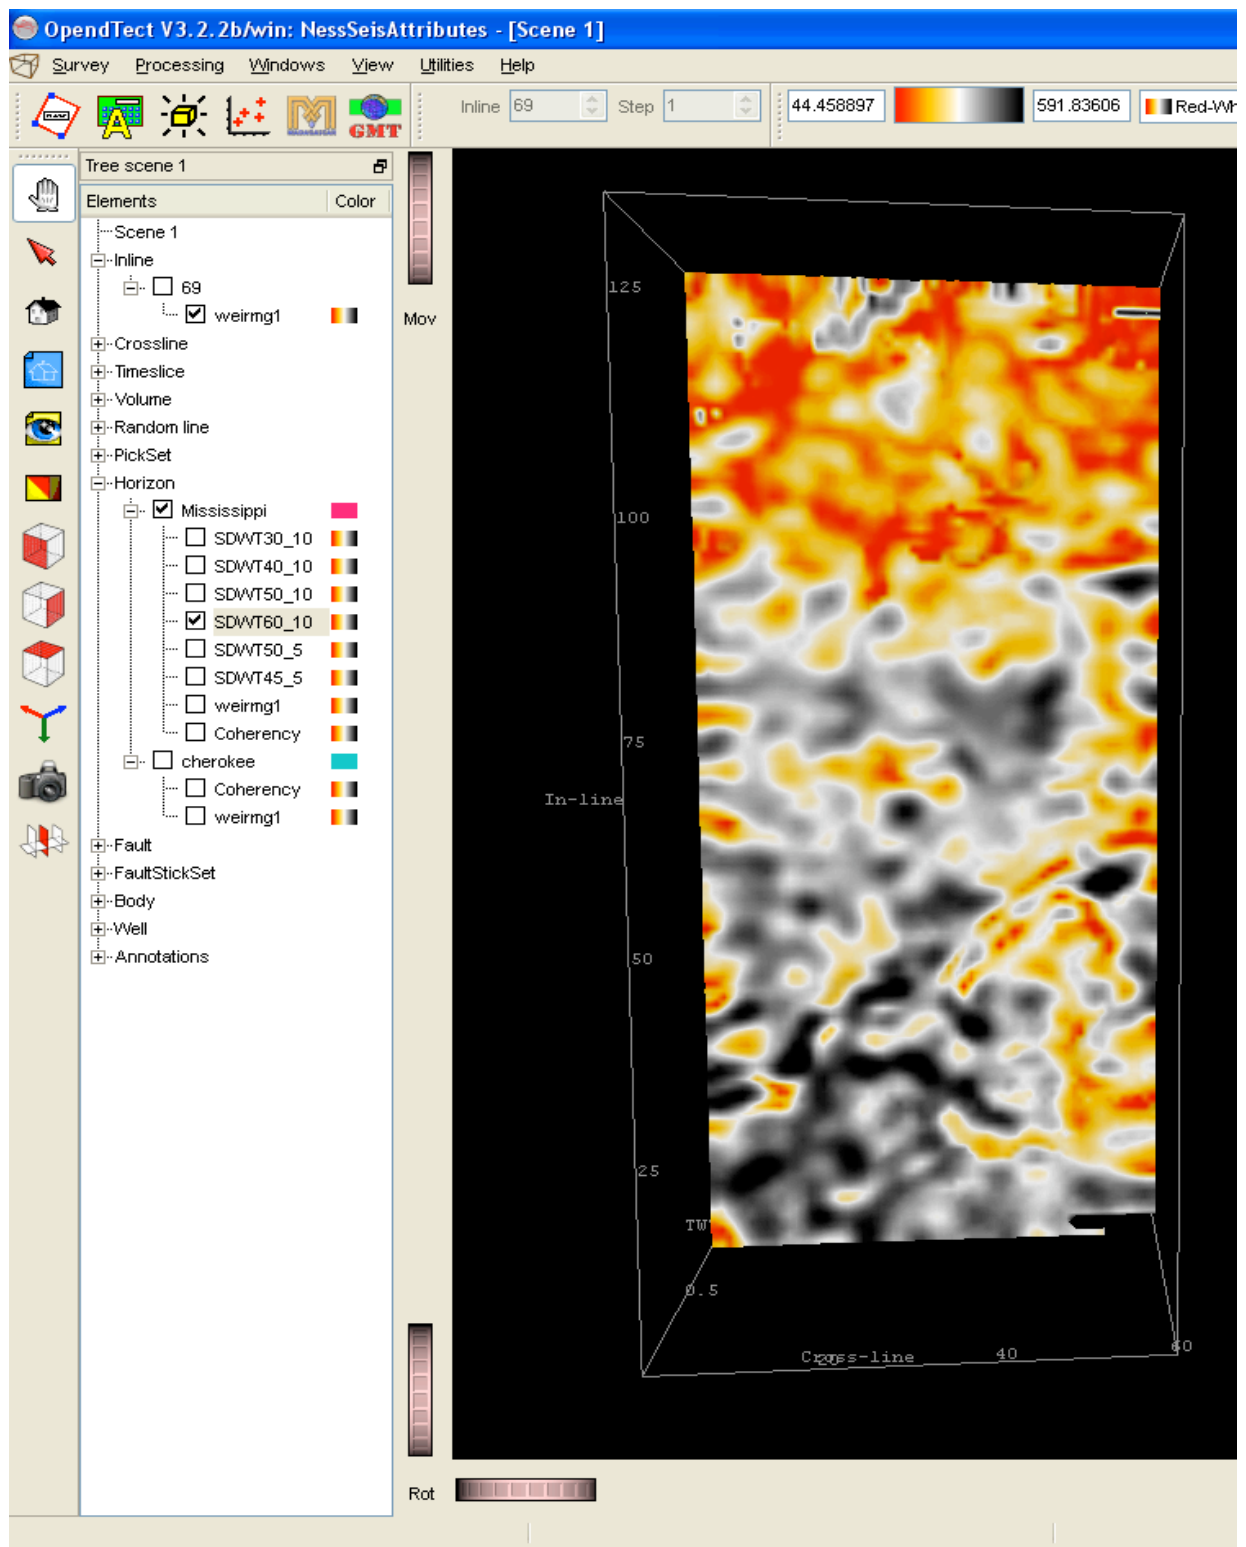 OpendTect V3.2.2b/win: NessSeisAttributes - [Scene 1]
Survey Processing Windows View Utilities Help
Inline 69 Step 1 44.458897 591.83606 Red-Wh
GMT
Tree scene 1
Elements Color
Scene 1
Inline
69
weirmg1
Mov
Crossline
Timeslice
Volume
Random line
PickSet
Horizon
Mississippi
SDWT30_10
SDWT40_10
SDWT50_10
SDWT60_10
SDWT50_5
SDWT45_5
weirmg1
Coherency
cherokee
Coherency
weirmg1
Fault
FaultStickSet
Body
Well
Annotations
125
100
75
In-line
50
25
TW
0.5
Cross-line
20 40 60
Rot